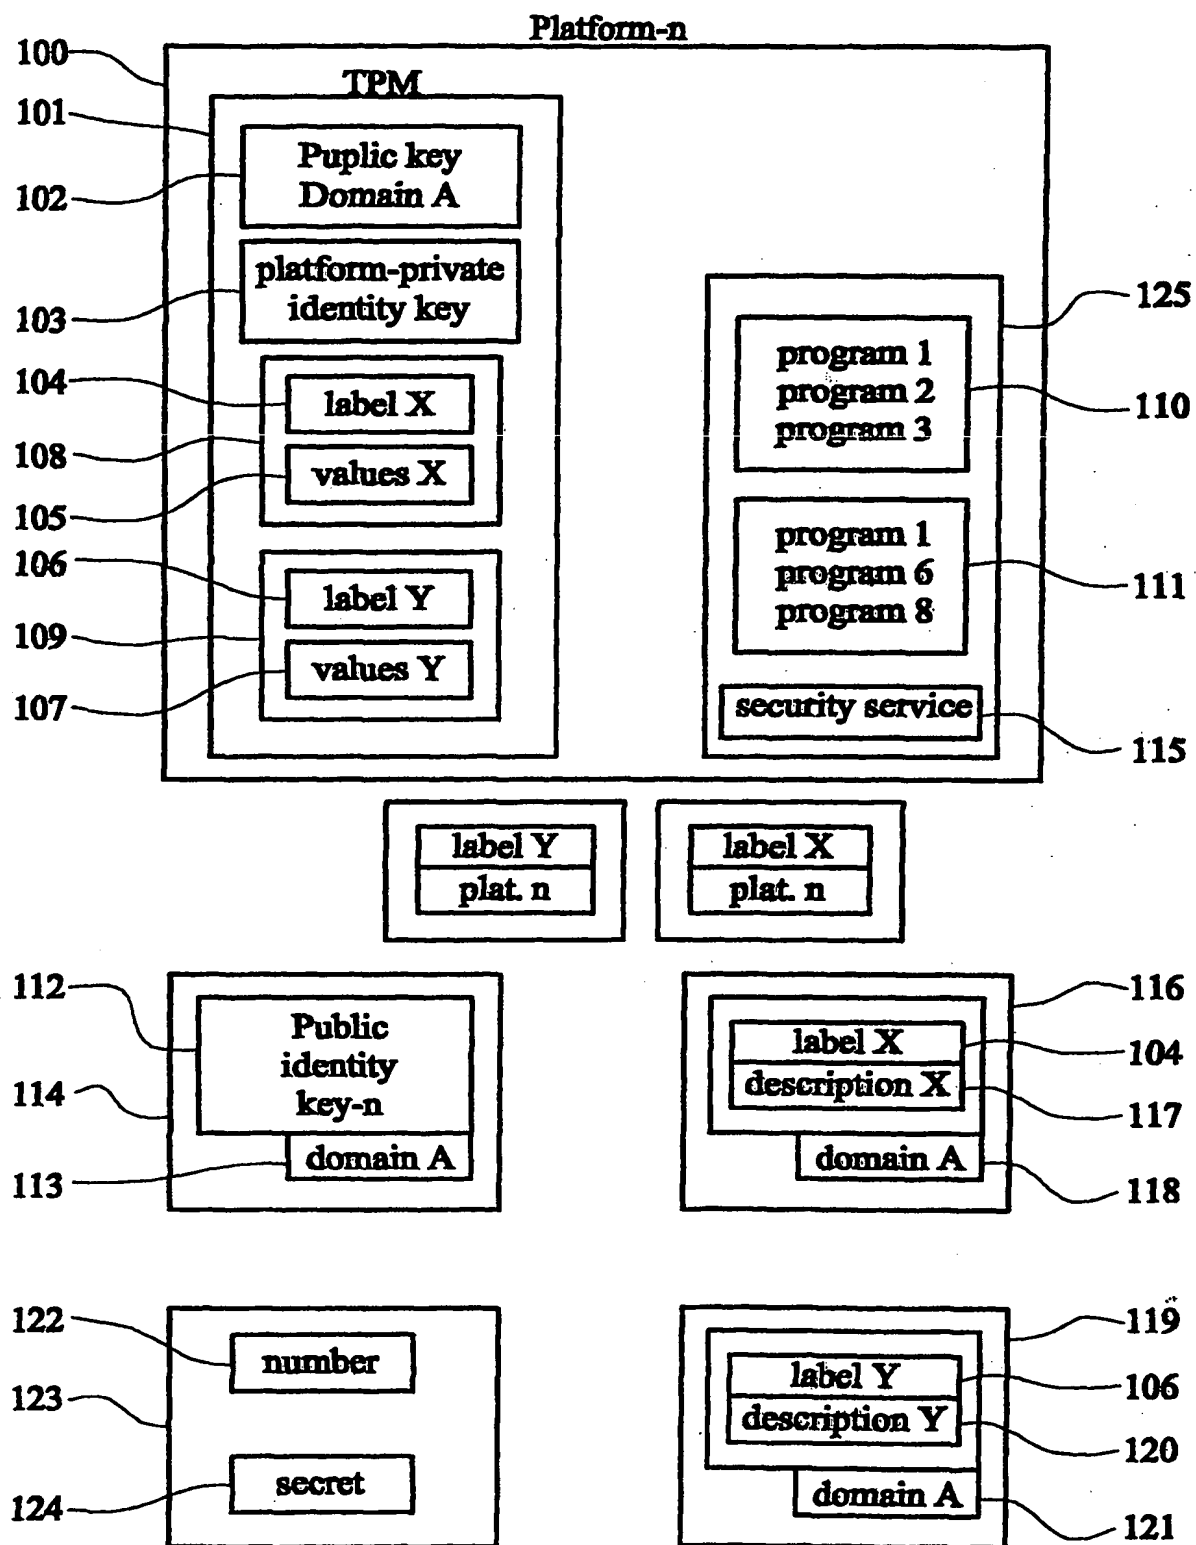 Platform-n
100
TPM
101
Puplic key
Domain A
102
platform-private
identity key
103
125
program 1
program 2
program 3
110
104
label X
108
values X
105
program 1
program 6
program 8
111
106
label Y
109
values Y
107
security service
115
label Y
plat. n
label X
plat. n
112
Public
identity
key-n
114
domain A
113
116
label X
104
description X
117
domain A
118
122
number
123
secret
124
119
label Y
106
description Y
120
domain A
121